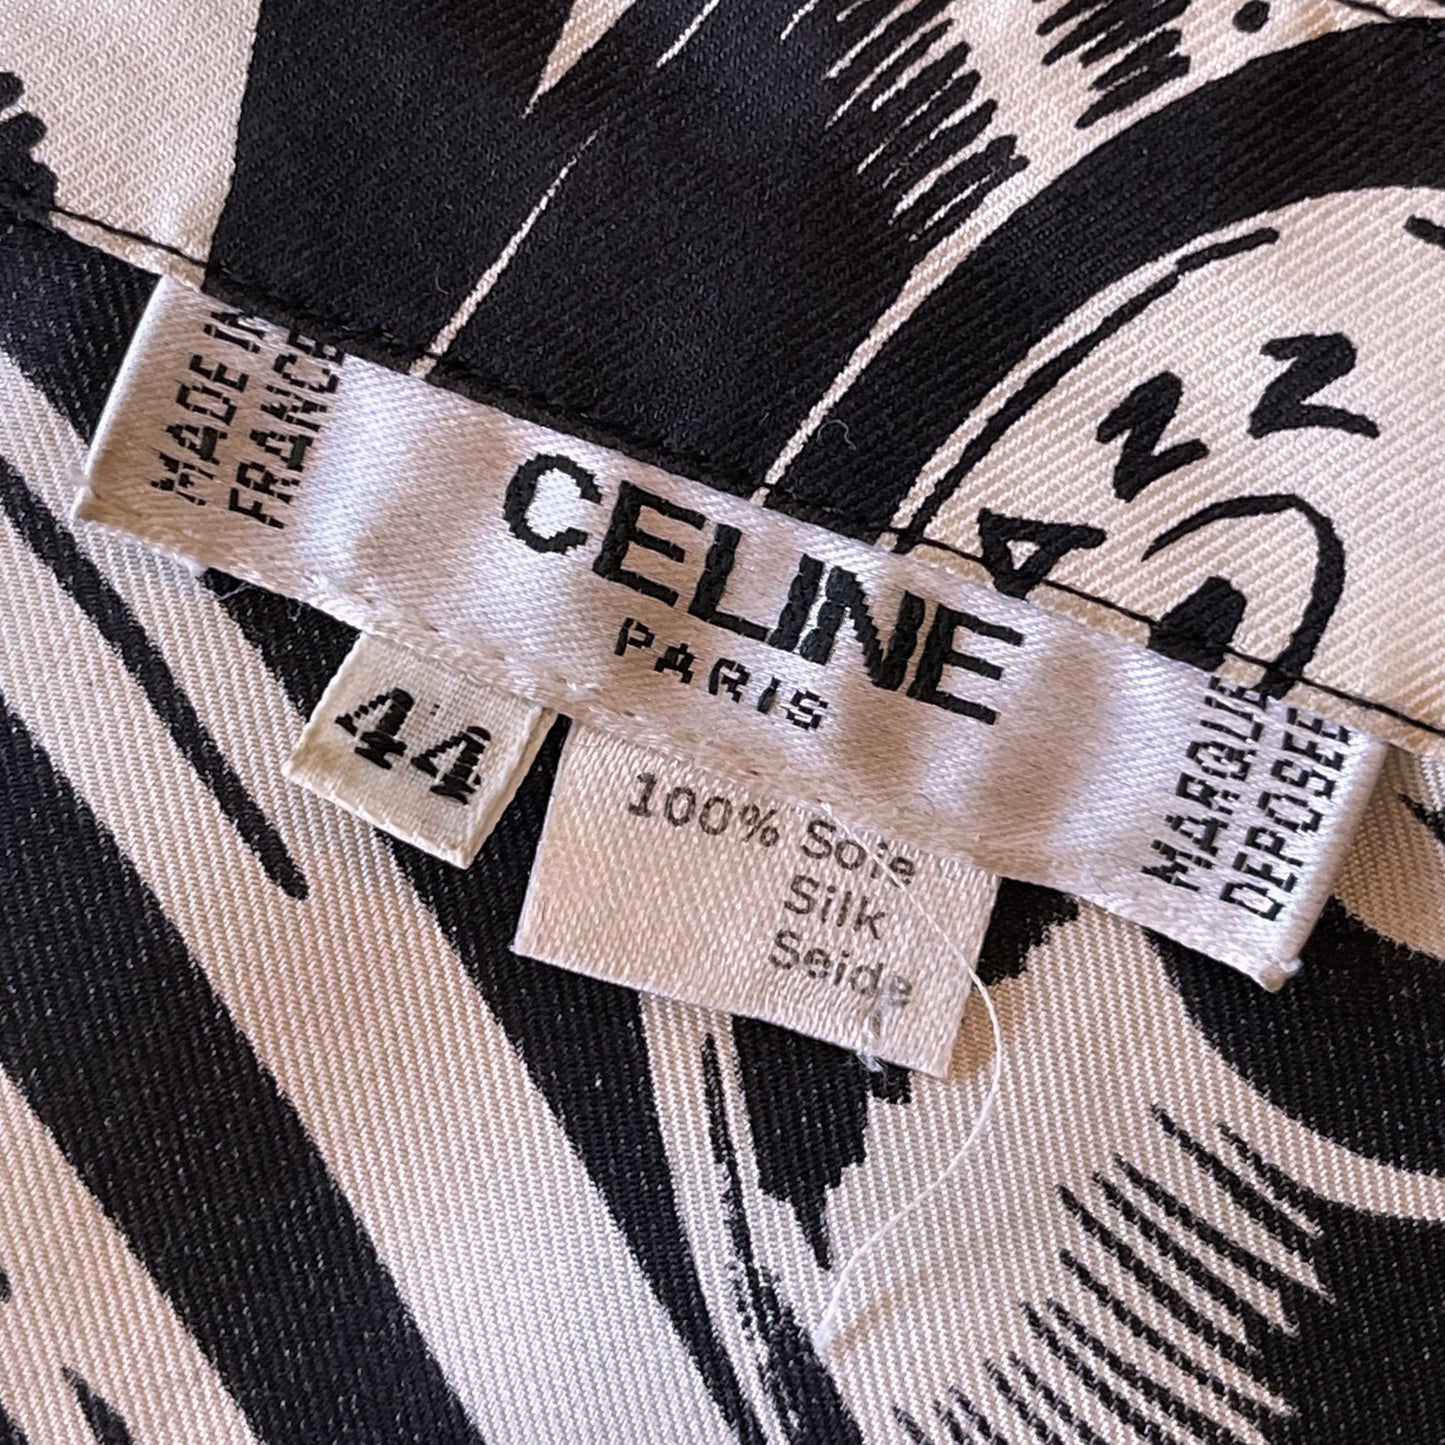 MADE IN
FRANCE
CELINE
PARIS
MARQUE
DEPOSEE
44
100% Soie
Silk
Seide